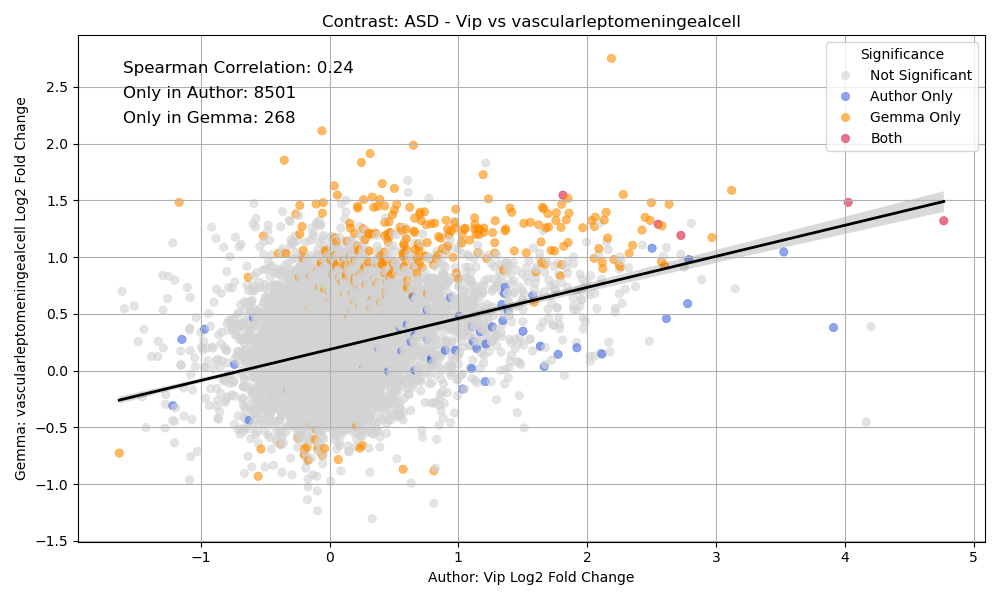 Contrast: ASD - Vip vs vascularleptomeningealcell
Spearman Correlation: 0.24
Only in Author: 8501
Only in Gemma: 268
Significance
Not Significant
Author Only
Gemma Only
Both
Gemma: vascularleptomeningealcell Log2 Fold Change
2.5
2.0
1.5
1.0
0.5
0.0
−0.5
−1.0
−1.5
−1 0 1 2 3 4 5
Author: Vip Log2 Fold Change